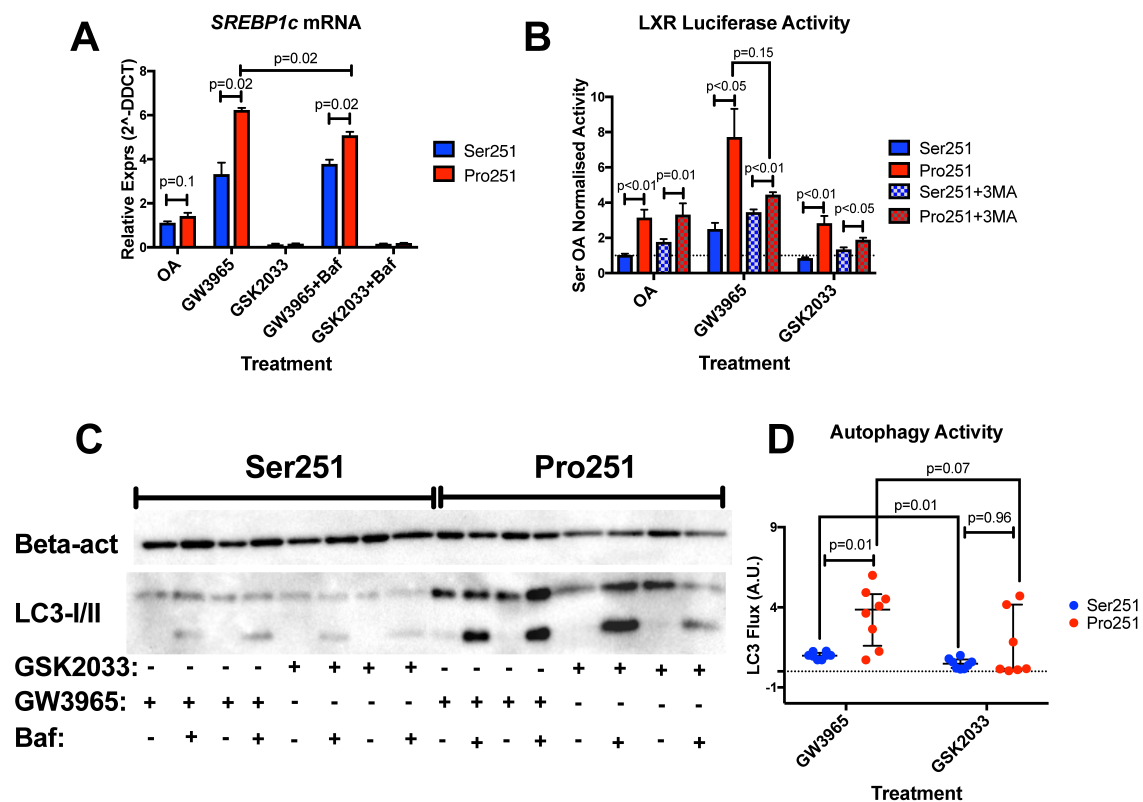 A
SREBP1c mRNA
Relative Exprs (2^-DDCT)
8
6
4
2
0
p=0.1
p=0.02
p=0.02
p=0.02
OA
GW3965
GSK2033
GW3965+Baf
GSK2033+Baf
Treatment
Ser251
Pro251
B
LXR Luciferase Activity
Ser OA Normalised Activity
10
8
6
4
2
0
p<0.01
p=0.01
p<0.05
p=0.15
p<0.01
p<0.01
p<0.05
OA
GW3965
GSK2033
Treatment
Ser251
Pro251
Ser251+3MA
Pro251+3MA
C
Ser251 Pro251
Beta-act
LC3-I/II
GSK2033: - - - - + + + + - - - - + + + +
GW3965: + + + + - - - - + + + + - - - -
Baf: - + - + - + - + - + - + - + - +
D
Autophagy Activity
LC3 Flux (A.U.)
9
4
-1
p=0.07
p=0.01
p=0.96
p=0.01
GW3965
GSK2033
Treatment
Ser251
Pro251